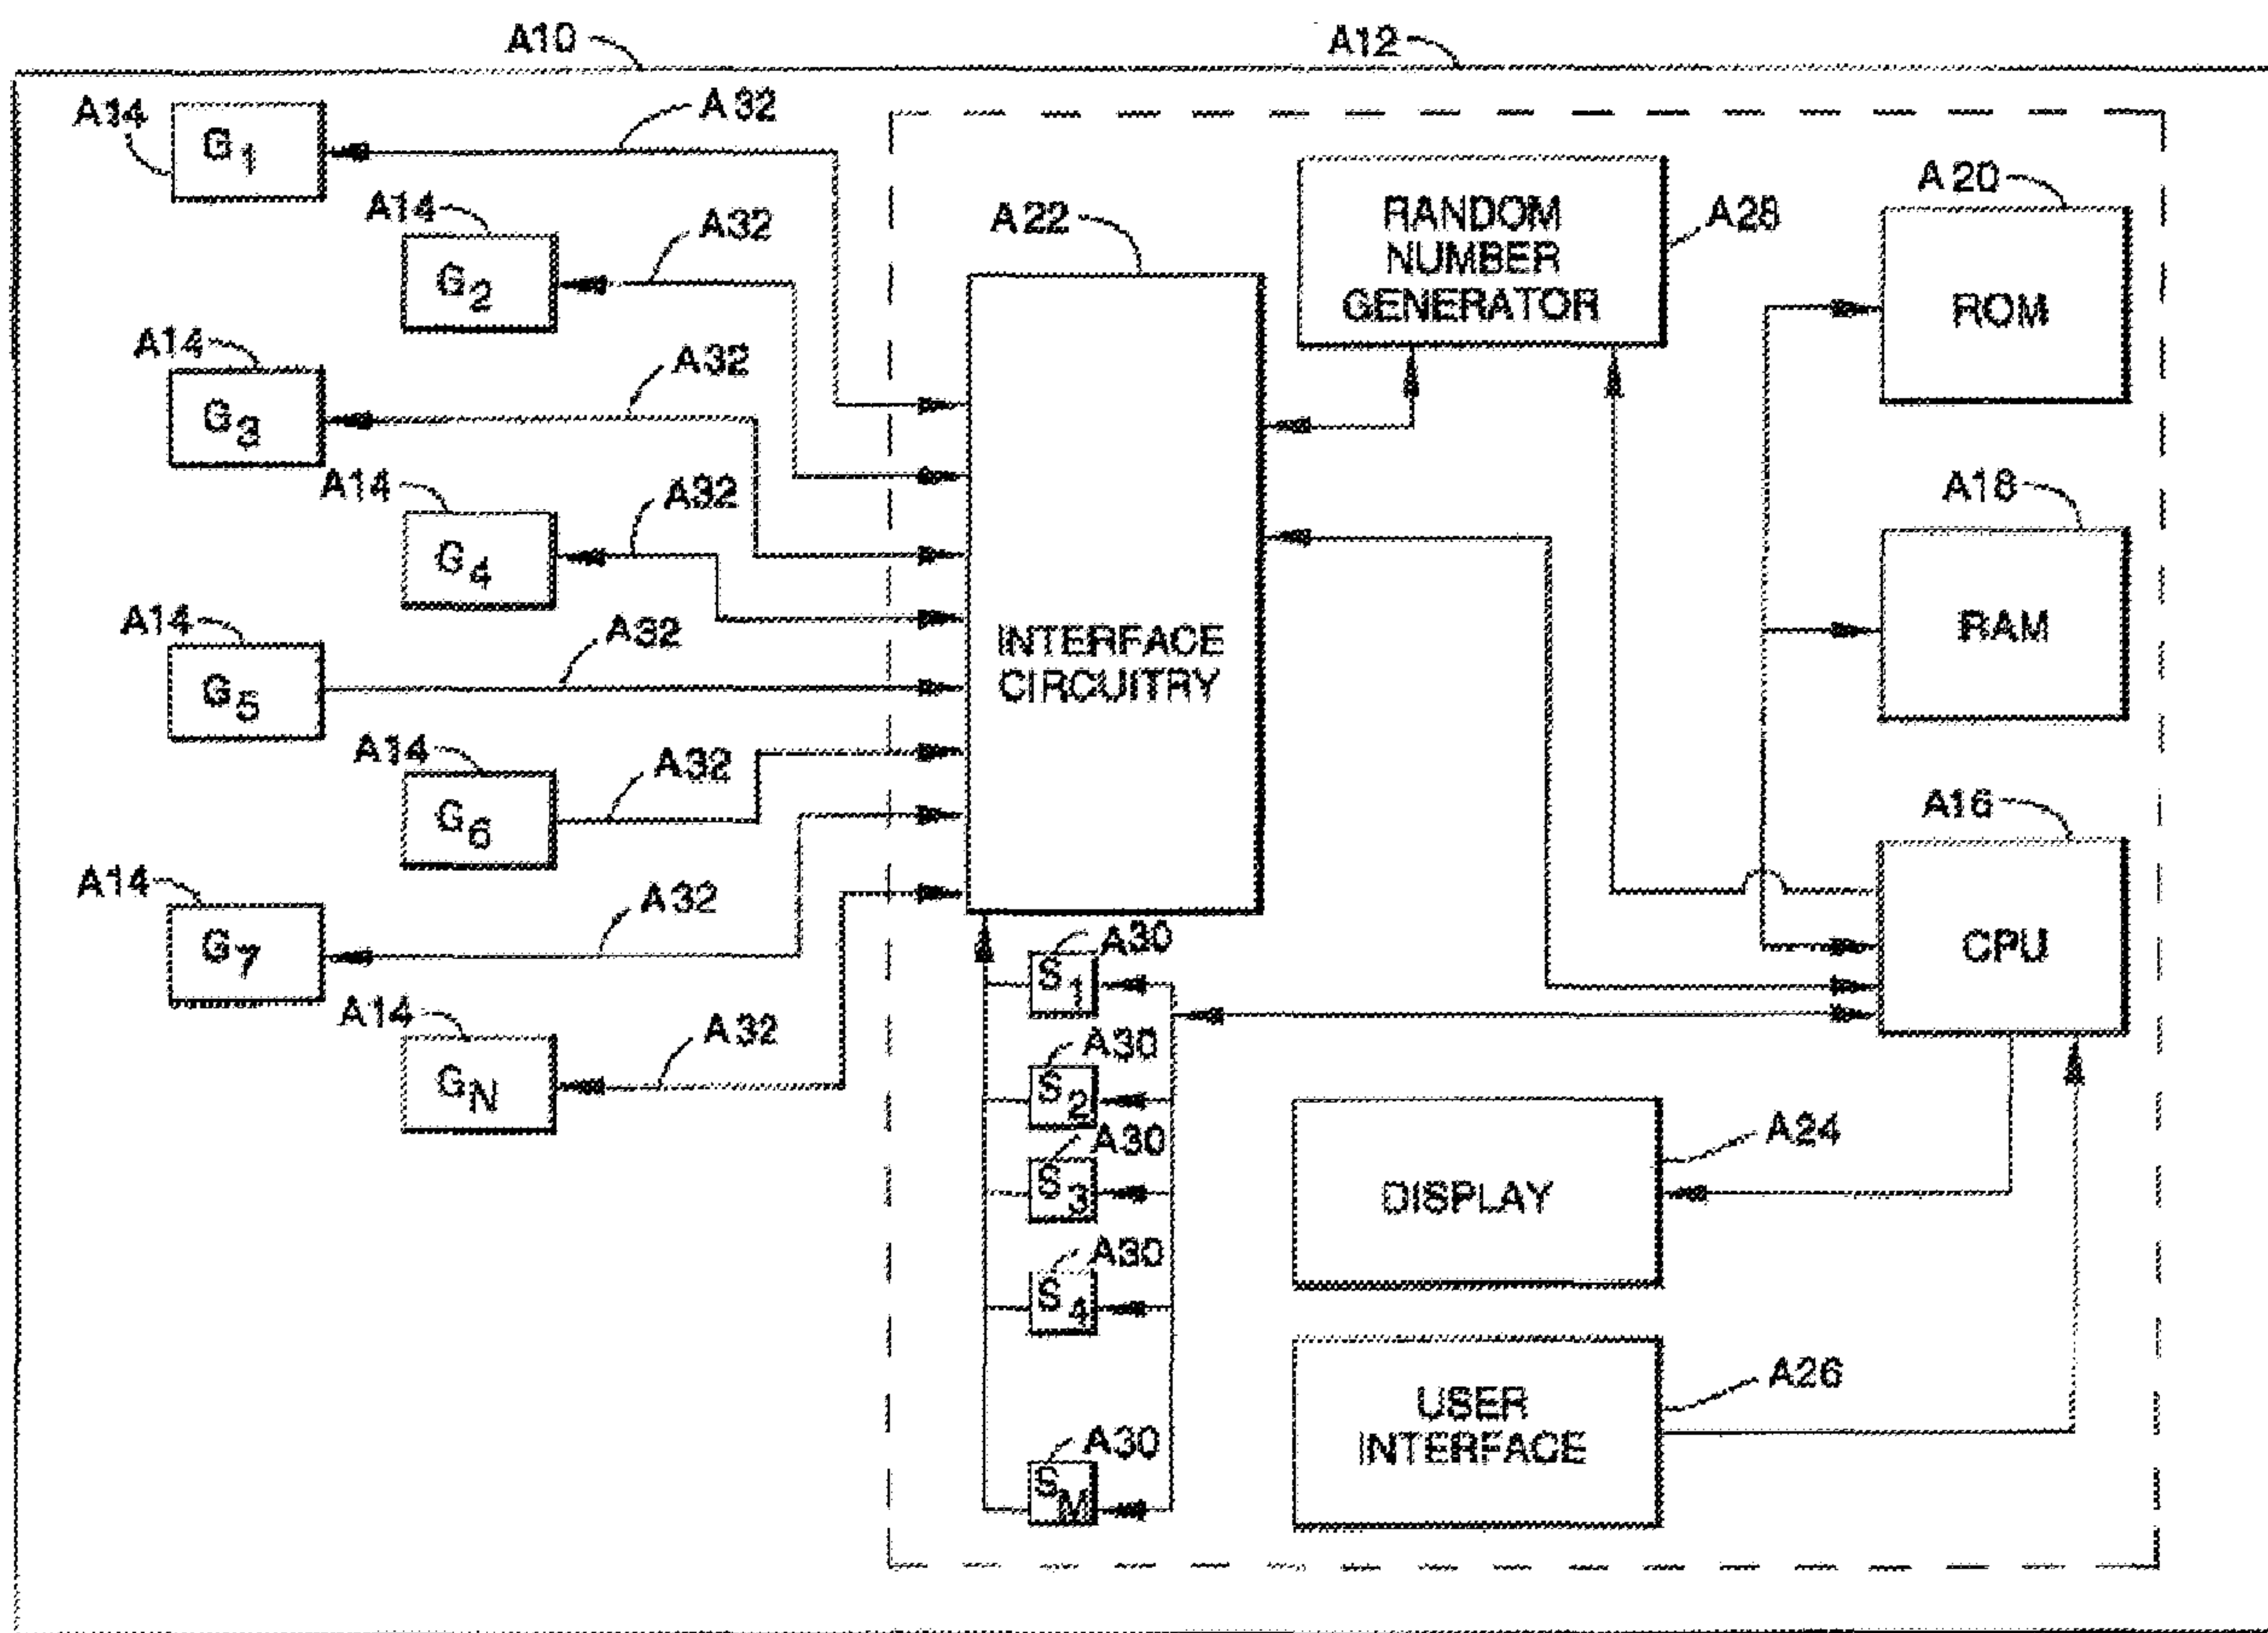 A10
A12
A14
G1
A32
A14
G2
A32
A14
G3
A32
A14
G4
A32
A14
G5
A32
A14
G6
A32
A14
G7
A32
A14
GN
A32
A22
INTERFACE
CIRCUITRY
RANDOM
NUMBER
GENERATOR
A28
A20
ROM
A18
RAM
A16
CPU
A30
S1
A30
S2
A30
S3
A30
S4
A30
SM
A24
DISPLAY
A26
USER
INTERFACE